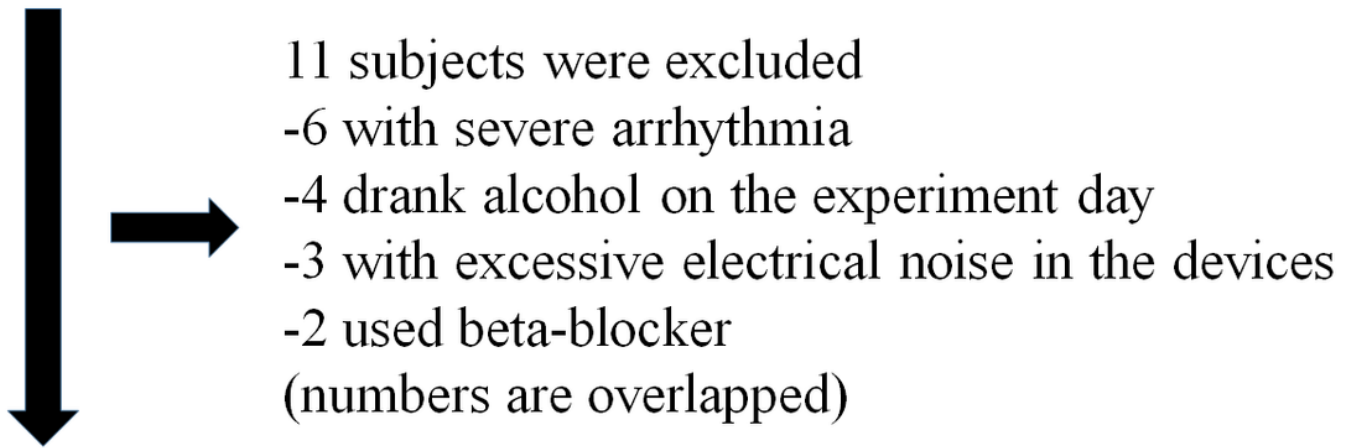 11 subjects were excluded
-6 with severe arrhythmia
-4 drank alcohol on the experiment day
-3 with excessive electrical noise in the devices
-2 used beta-blocker
(numbers are overlapped)